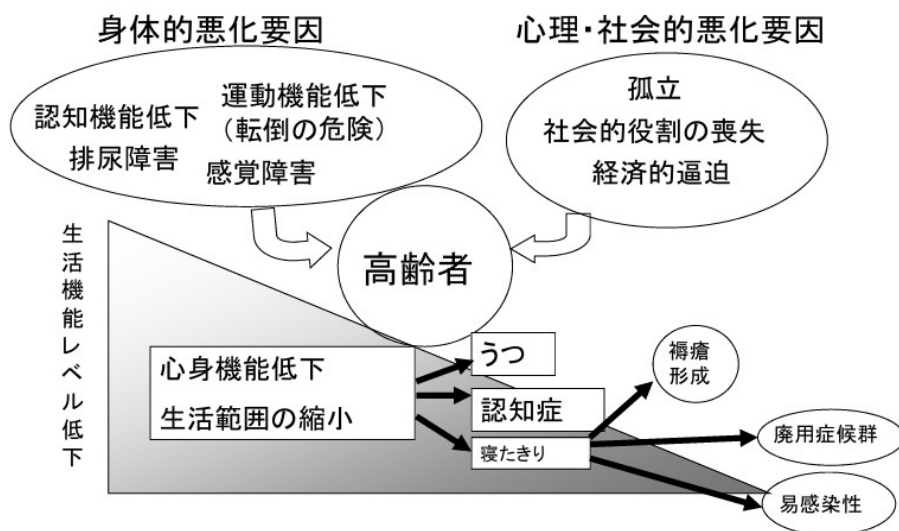 身体的悪化要因
心理・社会的悪化要因
認知機能低下
運動機能低下
(転倒の危険)
排尿障害
感覚障害
孤立
社会的役割の喪失
経済的逼迫
生活機能レベル低下
高齢者
心身機能低下
生活範囲の縮小
うつ
認知症
寝たきり
褥瘡
形成
廃用症候群
易感染性